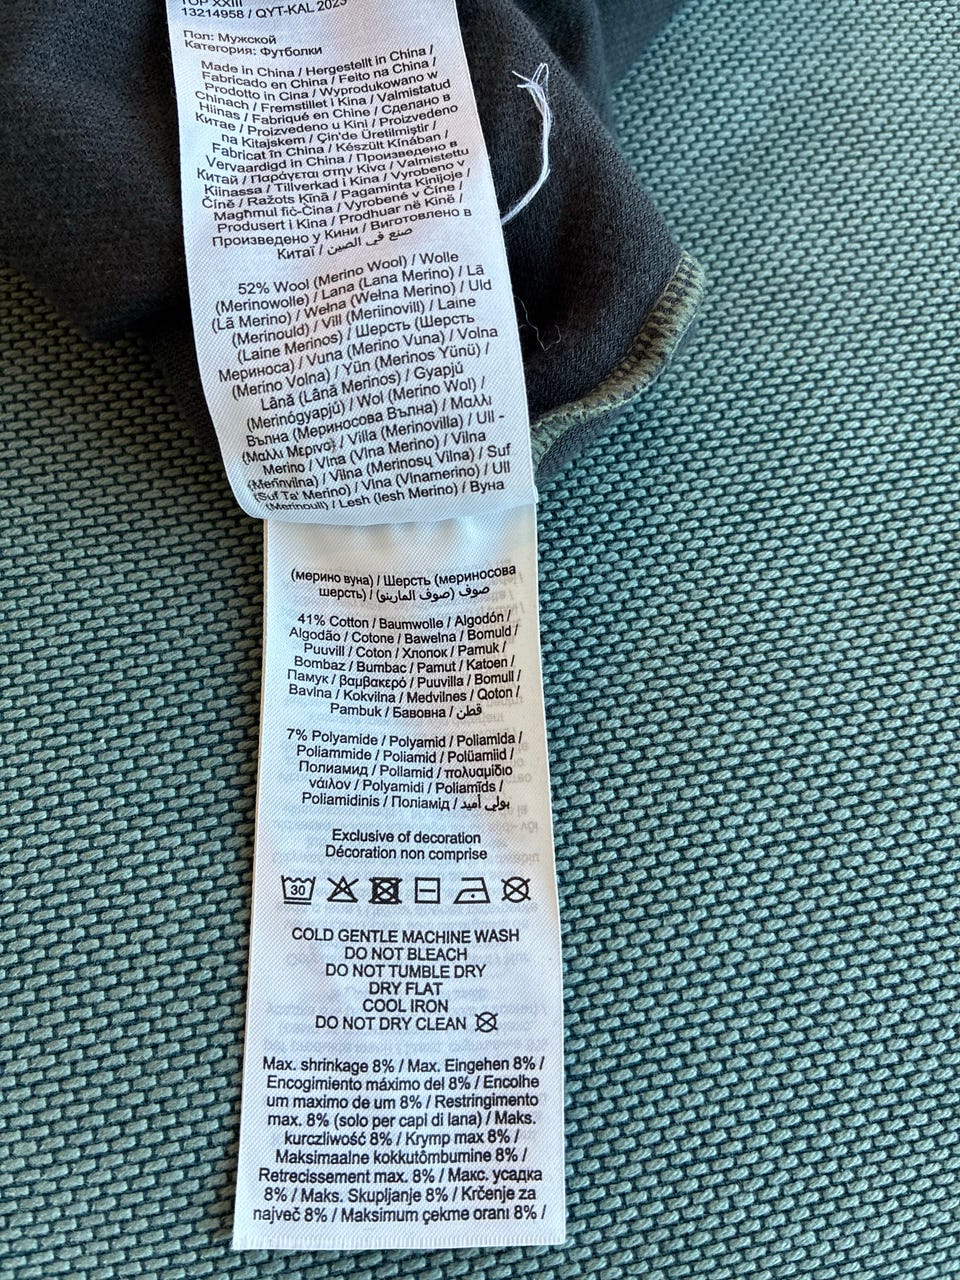 TOP XXIII
13214958 / QYT-KAL 2023
Пол: Мужской
Категория: Футболки
Made in China / Hergestellt in China /
Fabricado en China / Feito na China /
Prodotto in Cina / Wyprodukowano w
Chinach / Fremstillet i Kina / Valmistatud
Hiinas / Fabriqué en Chine / Сделано в
Китае / Proizvedeno u Kini / Proizvedeno
na Kitajskem / Çin'de Üretilmiştir /
Fabricat în China / Készült Kínában /
Vervaardigd in China / Произведено в
Китай / Παράγεται στην Κίνα / Valmistettu
Kiinassa / Tillverkad i Kina / Vyrobeno v
Číně / Ražots Ķīnā / Pagaminta Kinijoje /
Magħmul fiċ-Ċina / Vyrobené v Číne /
Produsert i Kina / Prodhuar në Kinë /
Произведено у Кини / Виготовлено в
Китаї / صنع في الصين
52% Wool (Merino Wool) / Wolle
(Merinowolle) / Lana (Lana Merino) / Lã
(Lã Merino) / Wełna (Wełna Merino) / Uld
(Merinould) / Vill (Meriinovill) / Laine
(Laine Merinos) / Шерсть (Шерсть
Мериноса) / Vuna (Merino Vuna) / Volna
(Merino Volna) / Yün (Merinos Yünü) /
Lână (Lână Merinos) / Gyapjú
(Merinógyapjú) / Wol (Merino Wol) /
Вълна (Мериносова Вълна) / Μαλλι
(Μαλλι Μερινο) / Villa (Merinovilla) / Ull -
Merino / Vlna (Vlna Merino) / Vilna
(Merīnvilna) / Vilna (Merinosų Vilna) / Suf
(Suf Ta' Merino) / Vlna (Vlnamerino) / Ull
(Merinoull) / Lesh (lesh Merino) / Вуна
(мерино вуна) / Шерсть (мериносова
шерсть) / صوف (صوف المارينو)
41% Cotton / Baumwolle / Algodón /
Algodão / Cotone / Bawełna / Bomuld /
Puuvill / Coton / Хлопок / Pamuk /
Bombaz / Bumbac / Pamut / Katoen /
Памук / βαμβακερό / Puuvilla / Bomull /
Bavlna / Kokvilna / Medvilnes / Qoton /
Pambuk / Бавовна / قطن
7% Polyamide / Polyamid / Poliamida /
Poliammide / Poliamid / Polüamiid /
Полиамид / Poliamid / πολυαμίδιο
νάιλον / Polyamidi / Poliamīds /
Poliamidinis / Поліамід / بولي أميد
Exclusive of decoration
Décoration non comprise
30
COLD GENTLE MACHINE WASH
DO NOT BLEACH
DO NOT TUMBLE DRY
DRY FLAT
COOL IRON
DO NOT DRY CLEAN
Max. shrinkage 8% / Max. Eingehen 8% /
Encogimiento máximo del 8% / Encolhe
um maximo de um 8% / Restringimento
max. 8% (solo per capi di lana) / Maks.
kurczliwość 8% / Krymp max 8% /
Maksimaalne kokkutõmbumine 8% /
Retrecissement max. 8% / Макс. усадка
8% / Maks. Skupljanje 8% / Krčenje za
največ 8% / Maksimum çekme oranı 8% /